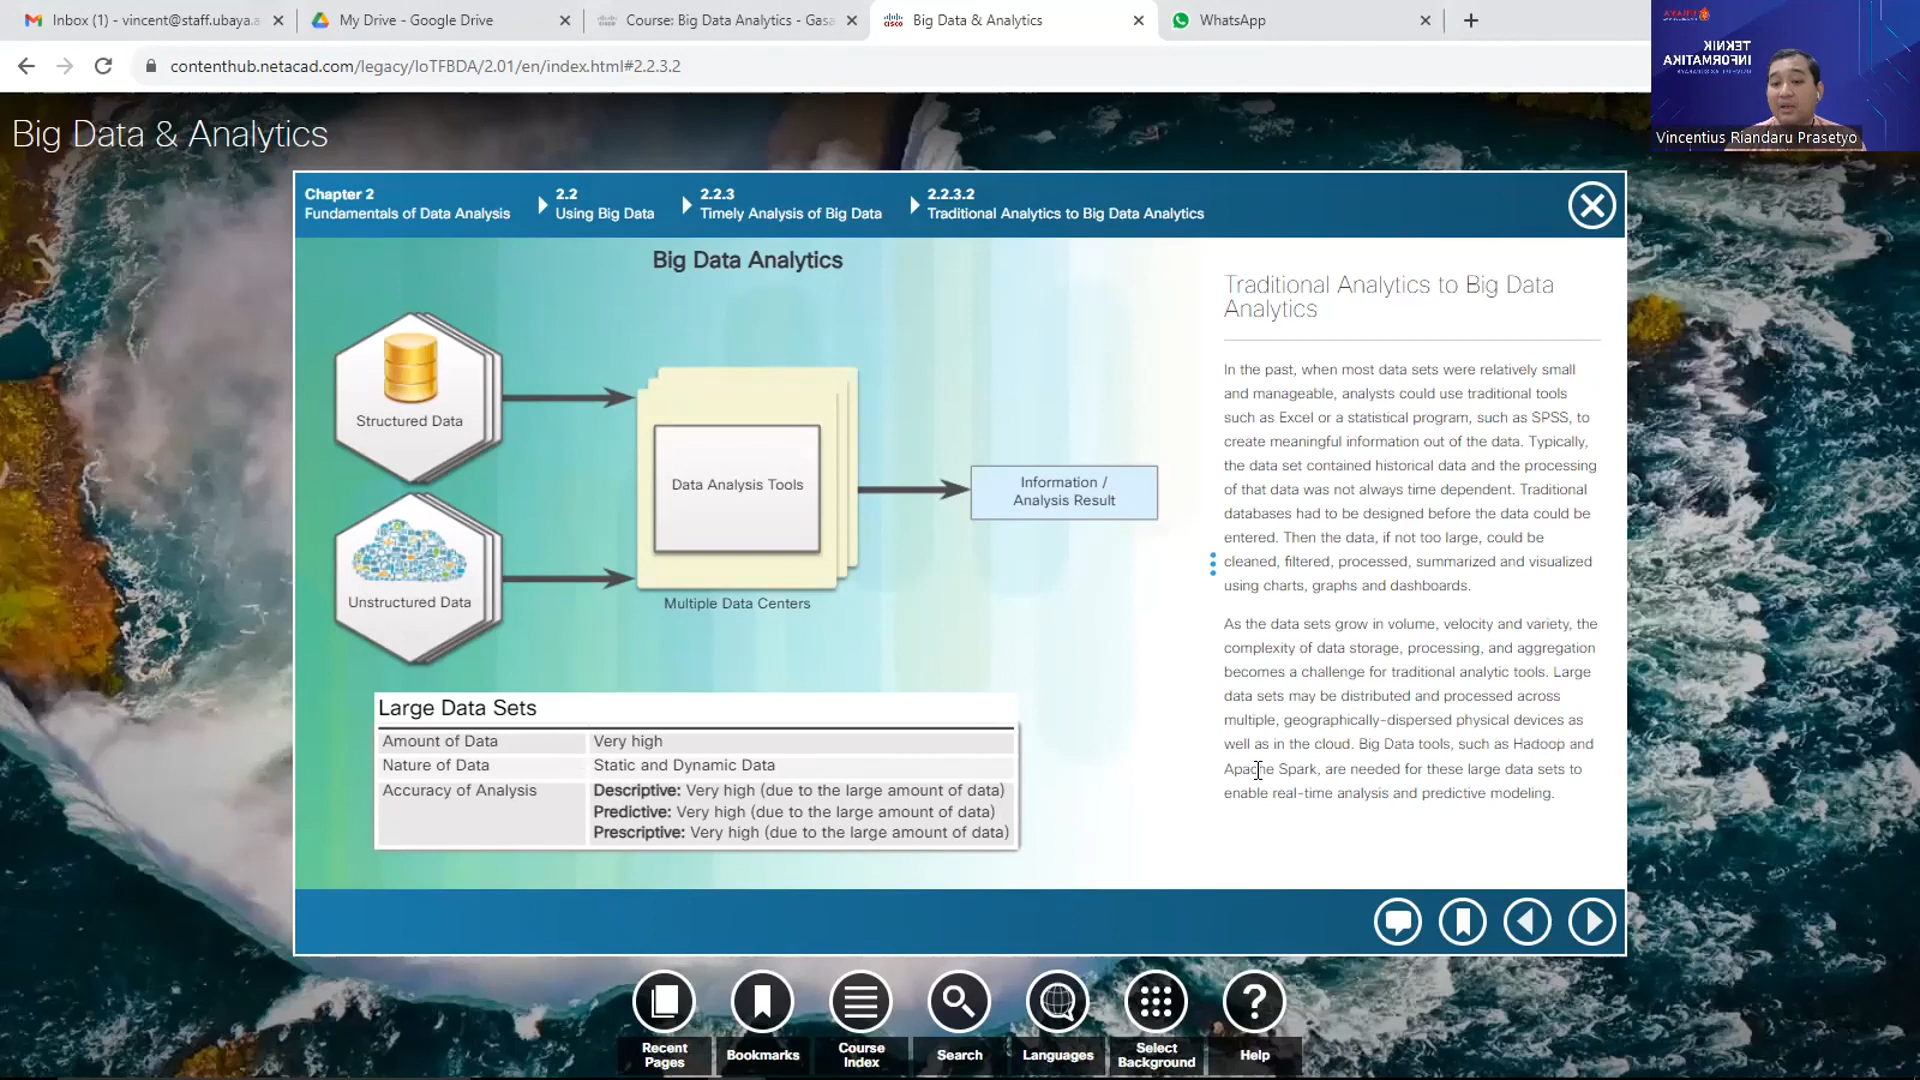 Inbox (1) - vincent@staff.ubaya.a
My Drive - Google Drive
Course: Big Data Analytics - Gasa
Big Data & Analytics
WhatsApp
contenthub.netacad.com/legacy/IoTFBDA/2.01/en/index.html#2.2.3.2
TEKNIK
INFORMATIKA
Vincentius Riandaru Prasetyo
Big Data & Analytics
Chapter 2
Fundamentals of Data Analysis
2.2
Using Big Data
2.2.3
Timely Analysis of Big Data
2.2.3.2
Traditional Analytics to Big Data Analytics
Big Data Analytics
Structured Data
Unstructured Data
Data Analysis Tools
Multiple Data Centers
Information /
Analysis Result
Large Data Sets
Amount of Data Very high
Nature of Data Static and Dynamic Data
Accuracy of Analysis Descriptive: Very high (due to the large amount of data)
Predictive: Very high (due to the large amount of data)
Prescriptive: Very high (due to the large amount of data)
Traditional Analytics to Big Data
Analytics
In the past, when most data sets were relatively small
and manageable, analysts could use traditional tools
such as Excel or a statistical program, such as SPSS, to
create meaningful information out of the data. Typically,
the data set contained historical data and the processing
of that data was not always time dependent. Traditional
databases had to be designed before the data could be
entered. Then the data, if not too large, could be
cleaned, filtered, processed, summarized and visualized
using charts, graphs and dashboards.
As the data sets grow in volume, velocity and variety, the
complexity of data storage, processing, and aggregation
becomes a challenge for traditional analytic tools. Large
data sets may be distributed and processed across
multiple, geographically-dispersed physical devices as
well as in the cloud. Big Data tools, such as Hadoop and
Apache Spark, are needed for these large data sets to
enable real-time analysis and predictive modeling.
Recent
Pages
Bookmarks
Course
Index
Search
Languages
Select
Background
Help